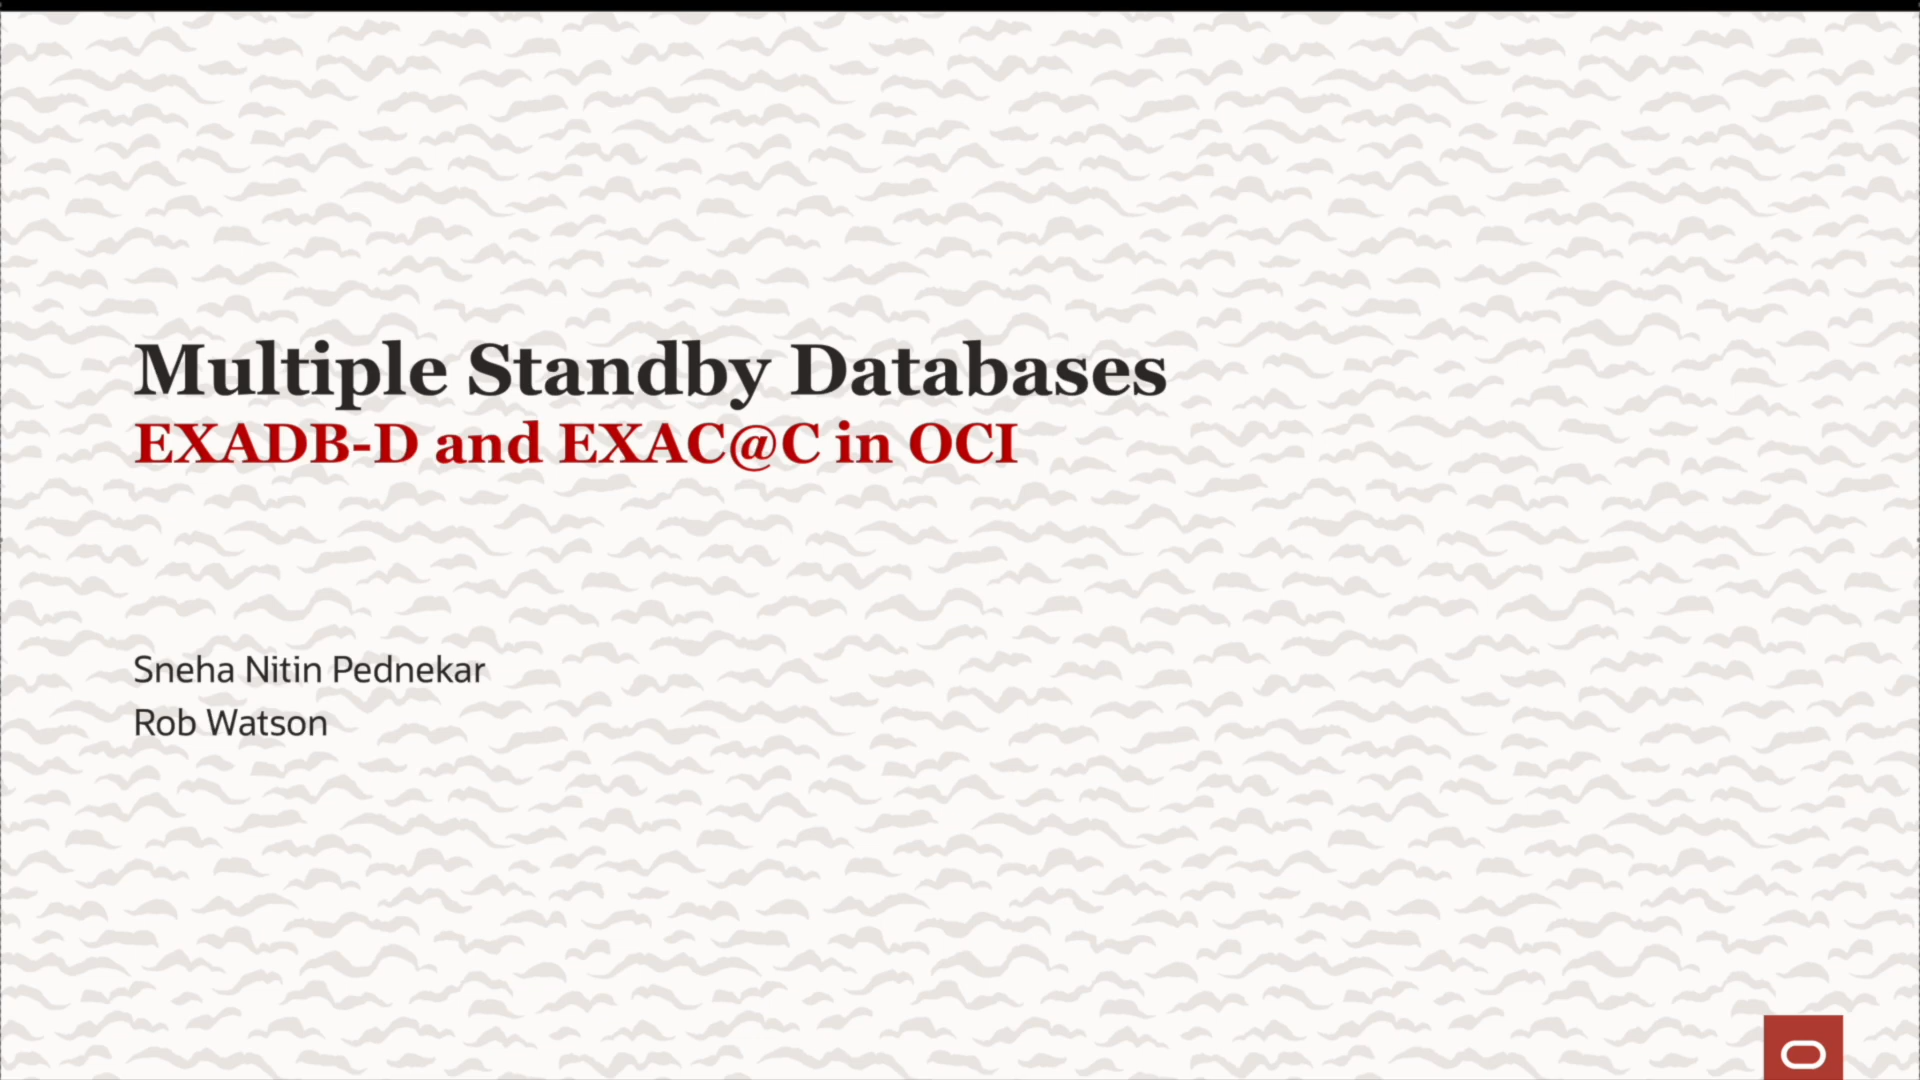 Multiple Standby Databases
EXADB-D and EXAC@C in OCI
Sneha Nitin Pednekar
Rob Watson